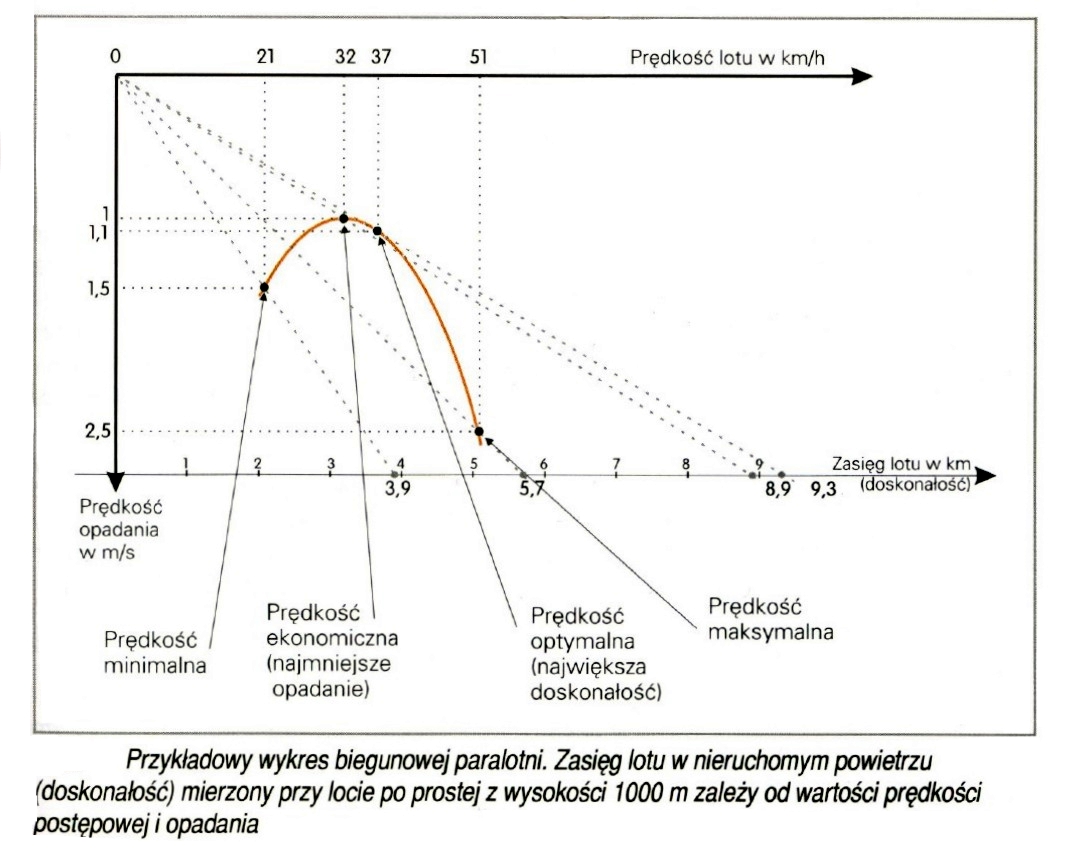 0 21 32 37 51 Prędkość lotu w km/h
1
1,1
1,5
2,5
1 2 3 4 5 6 7 8 9 Zasięg lotu w km
3,9 5,7 8,9 9,3 (doskonałość)
Prędkość
opadania
w m/s
Prędkość
minimalna
Prędkość
ekonomiczna
(najmniejsze
opadanie)
Prędkość
optymalna
(największa
doskonałość)
Prędkość
maksymalna
Przykładowy wykres biegunowej paralotni. Zasięg lotu w nieruchomym powietrzu
(doskonałość) mierzony przy locie po prostej z wysokości 1000 m zależy od wartości prędkości
postępowej i opadania